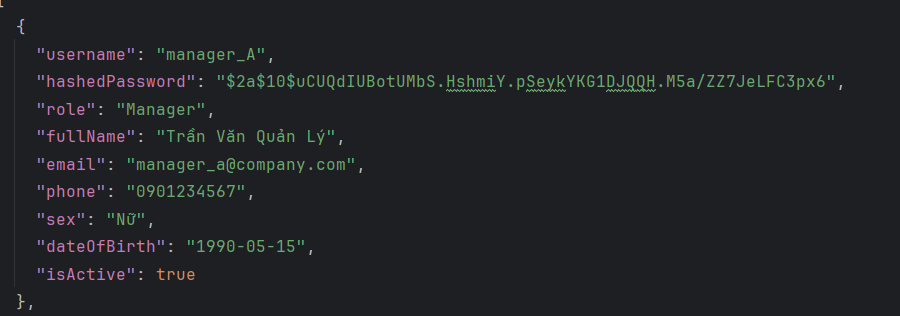 {
"username": "manager_A",
"hashedPassword": "$2a$10$uCUQdIUBotUMbS.HshmiY.pSeykYKG1DJQQH.M5a/ZZ7JeLFC3px6",
"role": "Manager",
"fullName": "Trần Văn Quản Lý",
"email": "manager_a@company.com",
"phone": "0901234567",
"sex": "Nữ",
"dateOfBirth": "1990-05-15",
"isActive": true
},